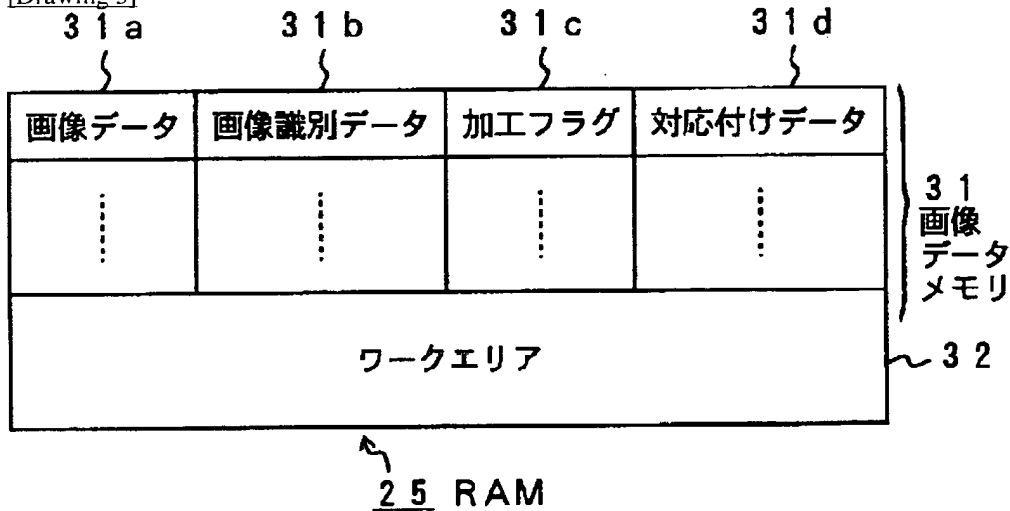 [Drawing 3]
31a 31b 31c 31d
画像データ 画像識別データ 加工フラグ 対応付けデータ
31
画像
データ
メモリ
ワークエリア
32
25 RAM